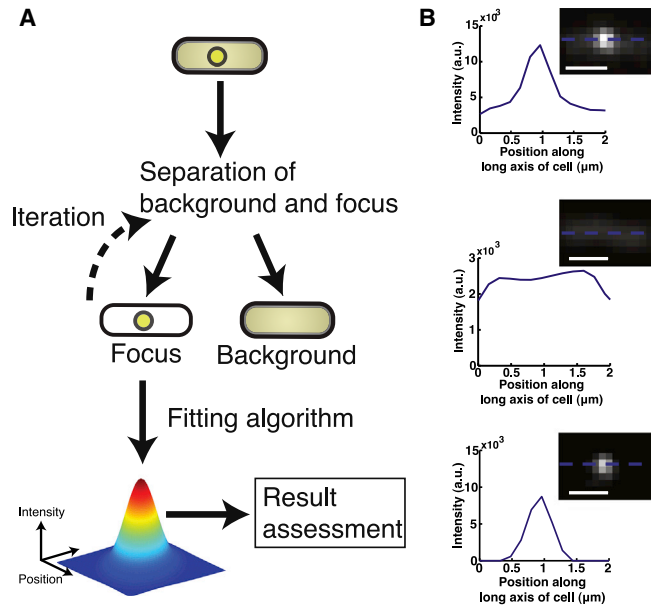 A
Separation of
background and focus
Iteration
Focus
Background
Fitting algorithm
Intensity
Position
Result
assessment
B
x10³
15
10
5
0
Intensity (a.u.)
0 0.5 1 1.5 2
Position along
long axis of cell (µm)
x10³
3
2
1
0
Intensity (a.u.)
0 0.5 1 1.5 2
Position along
long axis of cell (µm)
x10³
15
10
5
0
Intensity (a.u.)
0 0.5 1 1.5 2
Position along
long axis of cell (µm)